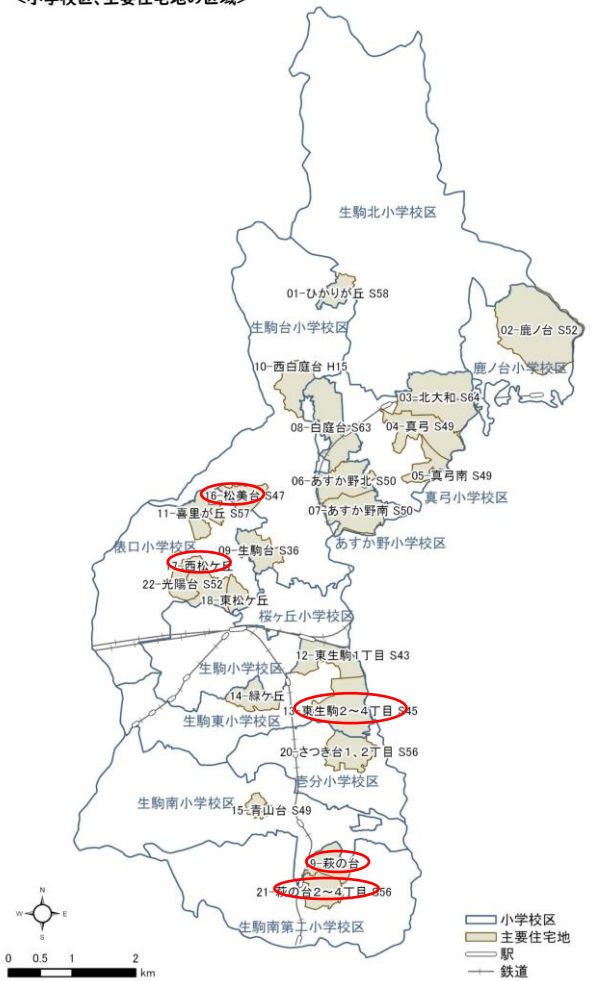 <小学校区、主要住宅地の区域>
生駒北小学校区
01-ひかりが丘 S58
生駒台小学校区
02-鹿ノ台 S52
鹿ノ台小学校区
10-西白庭台 H15
03-北大和 S64
08-白庭台 S63
04-真弓 S49
05-真弓南 S49
06-あすか野北 S50
真弓小学校区
16-松美台 S47
11-喜里が丘 S57
07-あすか野南 S50
あすか野小学校区
俵口小学校区
09-生駒台 S36
17-西松ケ丘
22-光陽台 S52
18-東松ケ丘
桜ヶ丘小学校区
12-東生駒1丁目 S43
生駒小学校区
14-緑ケ丘
13-東生駒2~4丁目 S45
生駒東小学校区
20-さつき台1、2丁目 S56
壱分小学校区
生駒南小学校区
15-青山台 S49
9-萩の台
21-萩の台2~4丁目 S56
生駒南第二小学校区
N
W
E
S
0 0.5 1 2
km
小学校区
主要住宅地
駅
鉄道